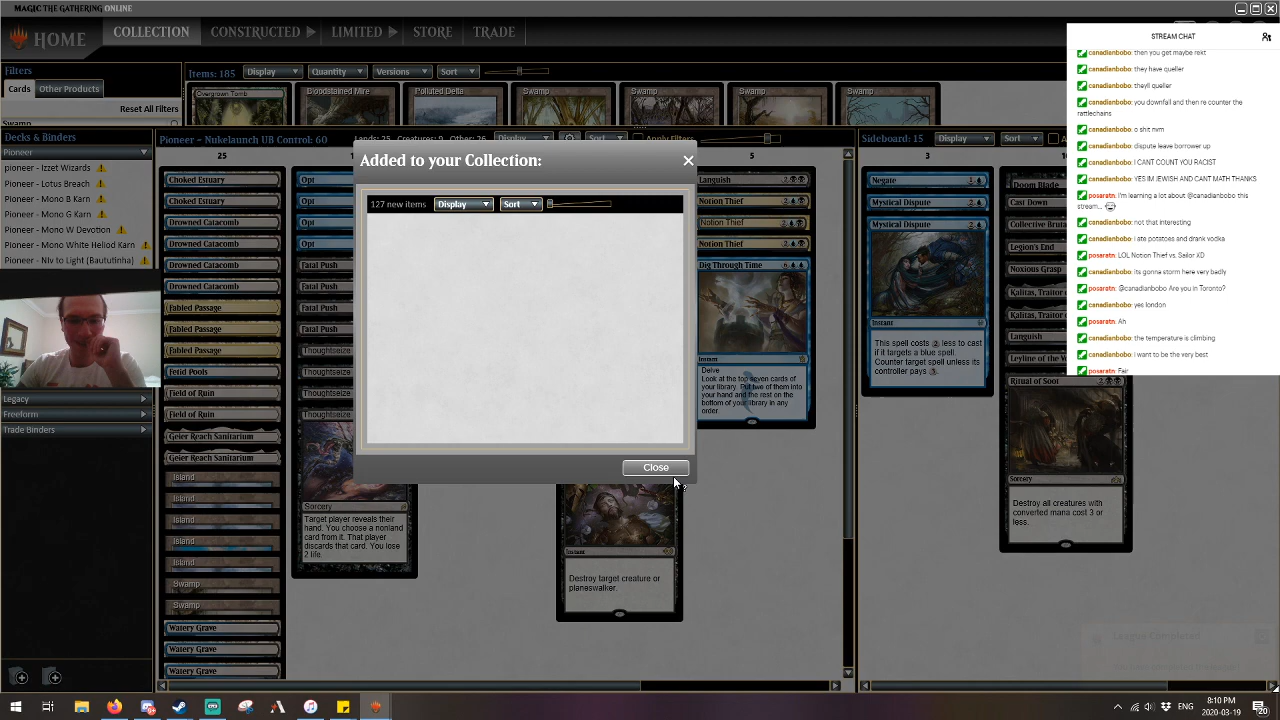 MAGIC THE GATHERING ONLINE
HOME
COLLECTION
CONSTRUCTED
LIMITED
STORE
TRADE
Filters
Cards
Other Products
Reset All Filters
Swamp
Decks & Binders
Pioneer
pioneer - Izzet Wizards
Pioneer - Lotus Breach
Pioneer - Mono B Karn
Pioneer - Mono G Karn
Pioneer - Mono W Devotion
Pioneer - Mono White Heliod Karn
Pioneer - Niv to Light (Baututinha)
Legacy
Freeform
Trade Binders
Items: 185
Display
Quantity
Versions
Sort
Overgrown Tomb
Bloodstained Mire
Polluted Delta
Swamp
Swamp
Swamp
Swamp
Pioneer - Nukelaunch UB Control: 60
Lands: 25
Creatures: 9
Other: 26
Display
Sort
Apply Filters
25
Choked Estuary
Choked Estuary
Drowned Catacomb
Drowned Catacomb
Drowned Catacomb
Drowned Catacomb
Fabled Passage
Fabled Passage
Fabled Passage
Fetid Pools
Field of Ruin
Field of Ruin
Geier Reach Sanitarium
Geier Reach Sanitarium
Island
Island
Island
Island
Island
Swamp
Swamp
Watery Grave
Watery Grave
Watery Grave
Opt
Opt
Opt
Opt
Fatal Push
Fatal Push
Fatal Push
Fatal Push
Thoughtseize
Thoughtseize
Thoughtseize
Sorcery
Target player reveals their
hand. You choose a nonland
card from it. That player
discards that card. You lose
2 life.
Added to your Collection:
127 new items
Display
Sort
Close
Instant
Destroy target creature or
planeswalker.
5
Languish
Notion Thief
Notion Thief
Notion Thief
Dig Through Time
Instant
Delve
Look at the top seven cards of
your library. Put two of them into
your hand and the rest on the
bottom of your library in any
order.
Sideboard: 15
Display
Sort
3
Negate
Mystical Dispute
Mystical Dispute
Instant
This spell costs 2 less to cast
if it targets a blue spell.
Counter target spell unless its
controller pays 3.
Doom Blade
Cast Down
Collective Bruta
Legion's End
Noxious Grasp
Kalitas, Traitor
Kalitas, Traitor
Languish
Leyline of the V
Ritual of Soot
Sorcery
Destroy all creatures with
converted mana cost 3 or
less.
STREAM CHAT
canadianbobo: then you get maybe rekt
canadianbobo: they have queller
canadianbobo: theyll queller
canadianbobo: you downfall and then re counter the
rattlechains
canadianbobo: o shit nvm
canadianbobo: dispute leave borrower up
canadianbobo: I CANT COUNT YOU RACIST
canadianbobo: YES IM JEWISH AND CANT MATH THANKS
posaratn: I'm learning a lot about @canadianbobo this
stream...
canadianbobo: not that interesting
canadianbobo: i ate potatoes and drank vodka
posaratn: LOL Notion Thief vs. Sailor XD
canadianbobo: its gonna storm here very badly
posaratn: @canadianbobo Are you in Toronto?
canadianbobo: yes london
posaratn: Ah
canadianbobo: the temperature is climbing
canadianbobo: i want to be the very best
posaratn: Fair
League Completed
ENG
8:10 PM
2020-03-19
20